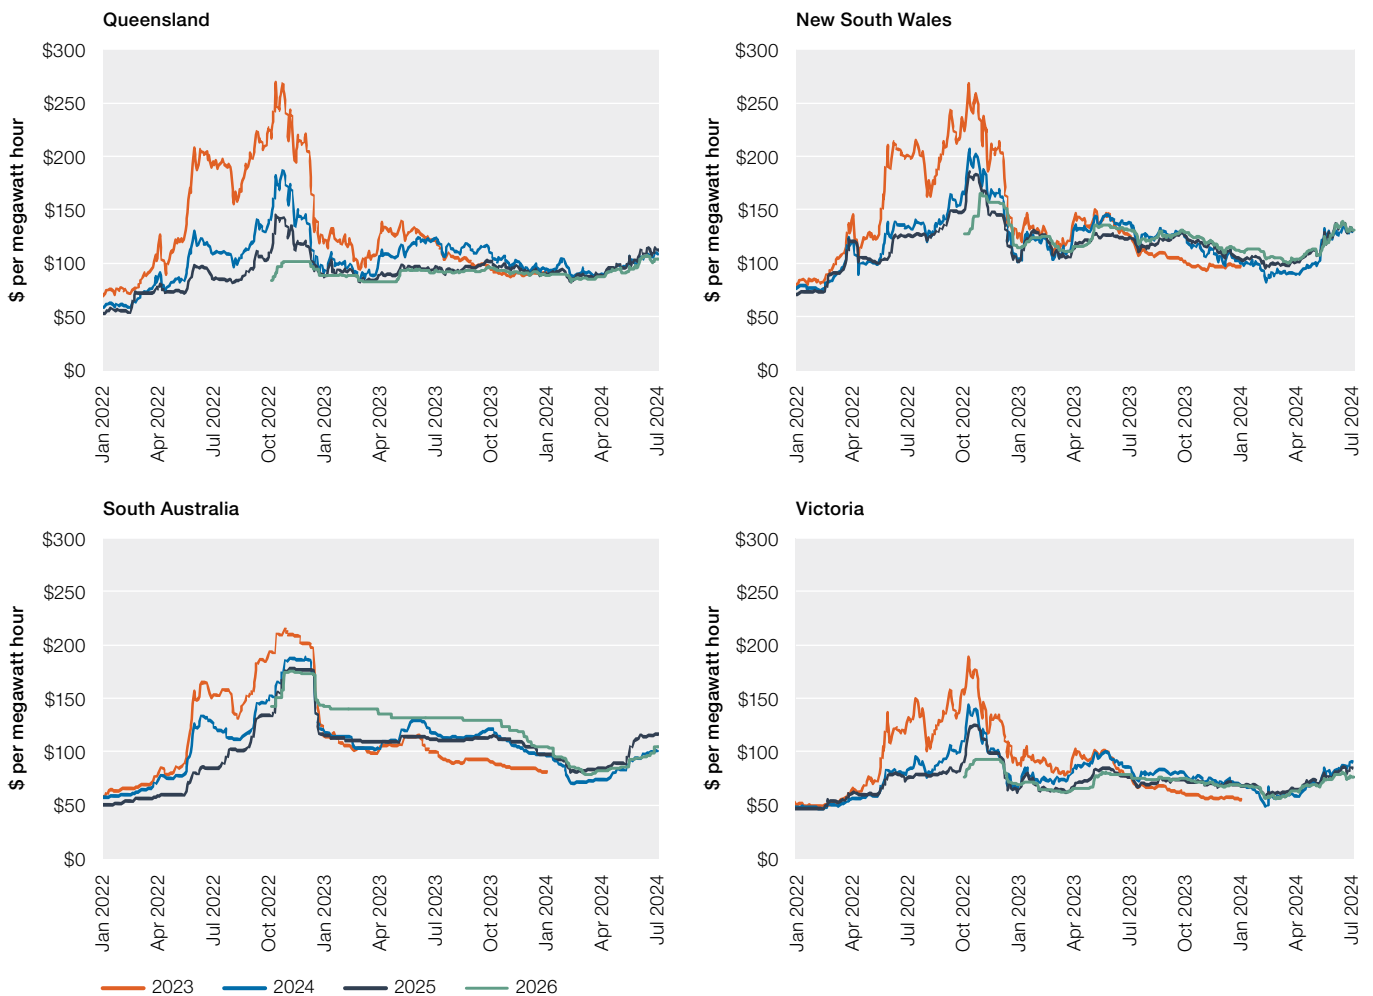 Queensland
$ per megawatt hour
$300
$250
$200
$150
$100
$50
$0
Jan 2022
Apr 2022
Jul 2022
Oct 2022
Jan 2023
Apr 2023
Jul 2023
Oct 2023
Jan 2024
Apr 2024
Jul 2024
New South Wales
$ per megawatt hour
$300
$250
$200
$150
$100
$50
$0
Jan 2022
Apr 2022
Jul 2022
Oct 2022
Jan 2023
Apr 2023
Jul 2023
Oct 2023
Jan 2024
Apr 2024
Jul 2024
South Australia
$ per megawatt hour
$300
$250
$200
$150
$100
$50
$0
Jan 2022
Apr 2022
Jul 2022
Oct 2022
Jan 2023
Apr 2023
Jul 2023
Oct 2023
Jan 2024
Apr 2024
Jul 2024
Victoria
$ per megawatt hour
$300
$250
$200
$150
$100
$50
$0
Jan 2022
Apr 2022
Jul 2022
Oct 2022
Jan 2023
Apr 2023
Jul 2023
Oct 2023
Jan 2024
Apr 2024
Jul 2024
2023
2024
2025
2026